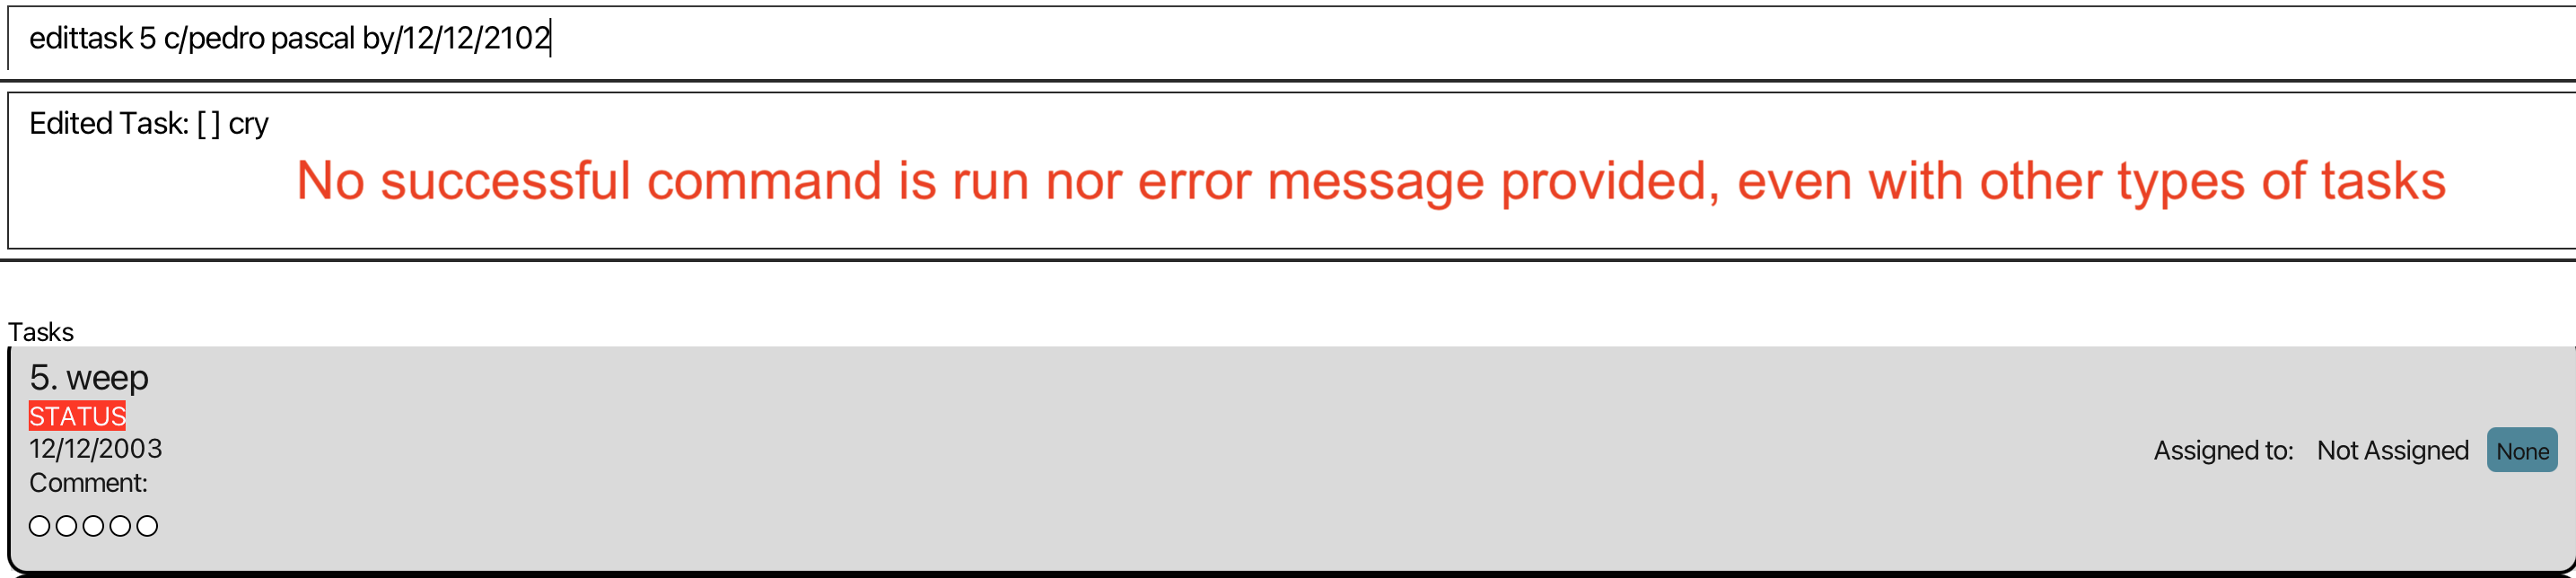 edittask 5 c/pedro pascal by/12/12/2102
Edited Task: [ ] cry
No successful command is run nor error message provided, even with other types of tasks
Tasks
5. weep
STATUS
12/12/2003
Assigned to: Not Assigned None
Comment: